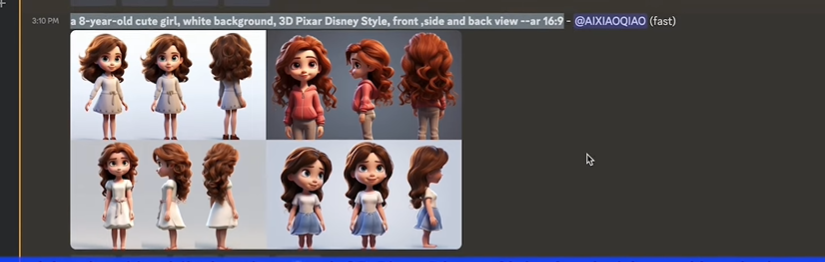 3:10 PM a 8-year-old cute girl, white background, 3D Pixar Disney Style, front ,side and back view --ar 16:9 - @AIXIAOQIAO (fast)